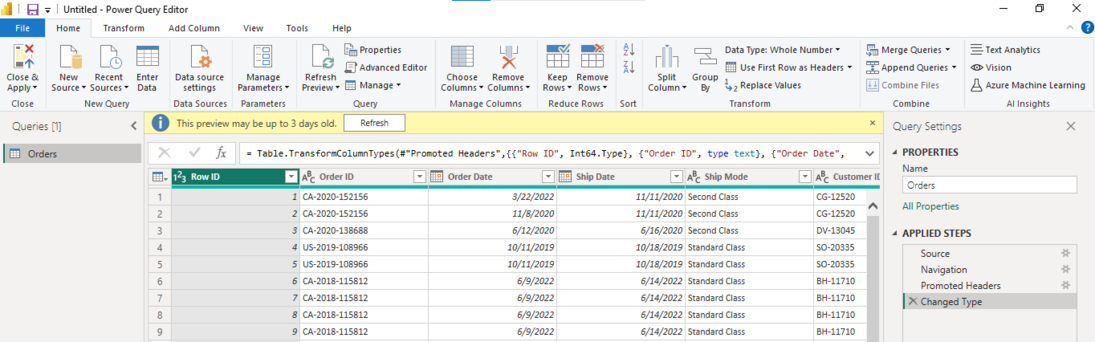 Untitled - Power Query Editor
File Home Transform Add Column View Tools Help
Close & Apply New Source Recent Sources Enter Data Data source settings Manage Parameters Refresh Preview Properties Advanced Editor Manage Choose Columns Remove Columns Keep Rows Remove Rows Split Column Group By Data Type: Whole Number Use First Row as Headers Replace Values Merge Queries Append Queries Combine Files Text Analytics Vision Azure Machine Learning
Close New Query Data Sources Parameters Query Manage Columns Reduce Rows Sort Transform Combine AI Insights
Queries [1]
Orders
This preview may be up to 3 days old. Refresh
= Table.TransformColumnTypes(#"Promoted Headers",{{"Row ID", Int64.Type}, {"Order ID", type text}, {"Order Date",
Row ID Order ID Order Date Ship Date Ship Mode Customer ID
1 1 CA-2020-152156 3/22/2022 11/11/2020 Second Class CG-12520
2 2 CA-2020-152156 11/8/2020 11/11/2020 Second Class CG-12520
3 3 CA-2020-138688 6/12/2020 6/16/2020 Second Class DV-13045
4 4 US-2019-108966 10/11/2019 10/18/2019 Standard Class SO-20335
5 5 US-2019-108966 10/11/2019 10/18/2019 Standard Class SO-20335
6 6 CA-2018-115812 6/9/2022 6/14/2022 Standard Class BH-11710
7 7 CA-2018-115812 6/9/2022 6/14/2022 Standard Class BH-11710
8 8 CA-2018-115812 6/9/2022 6/14/2022 Standard Class BH-11710
9 9 CA-2018-115812 6/9/2022 6/14/2022 Standard Class BH-11710
Query Settings
PROPERTIES
Name
Orders
All Properties
APPLIED STEPS
Source
Navigation
Promoted Headers
Changed Type